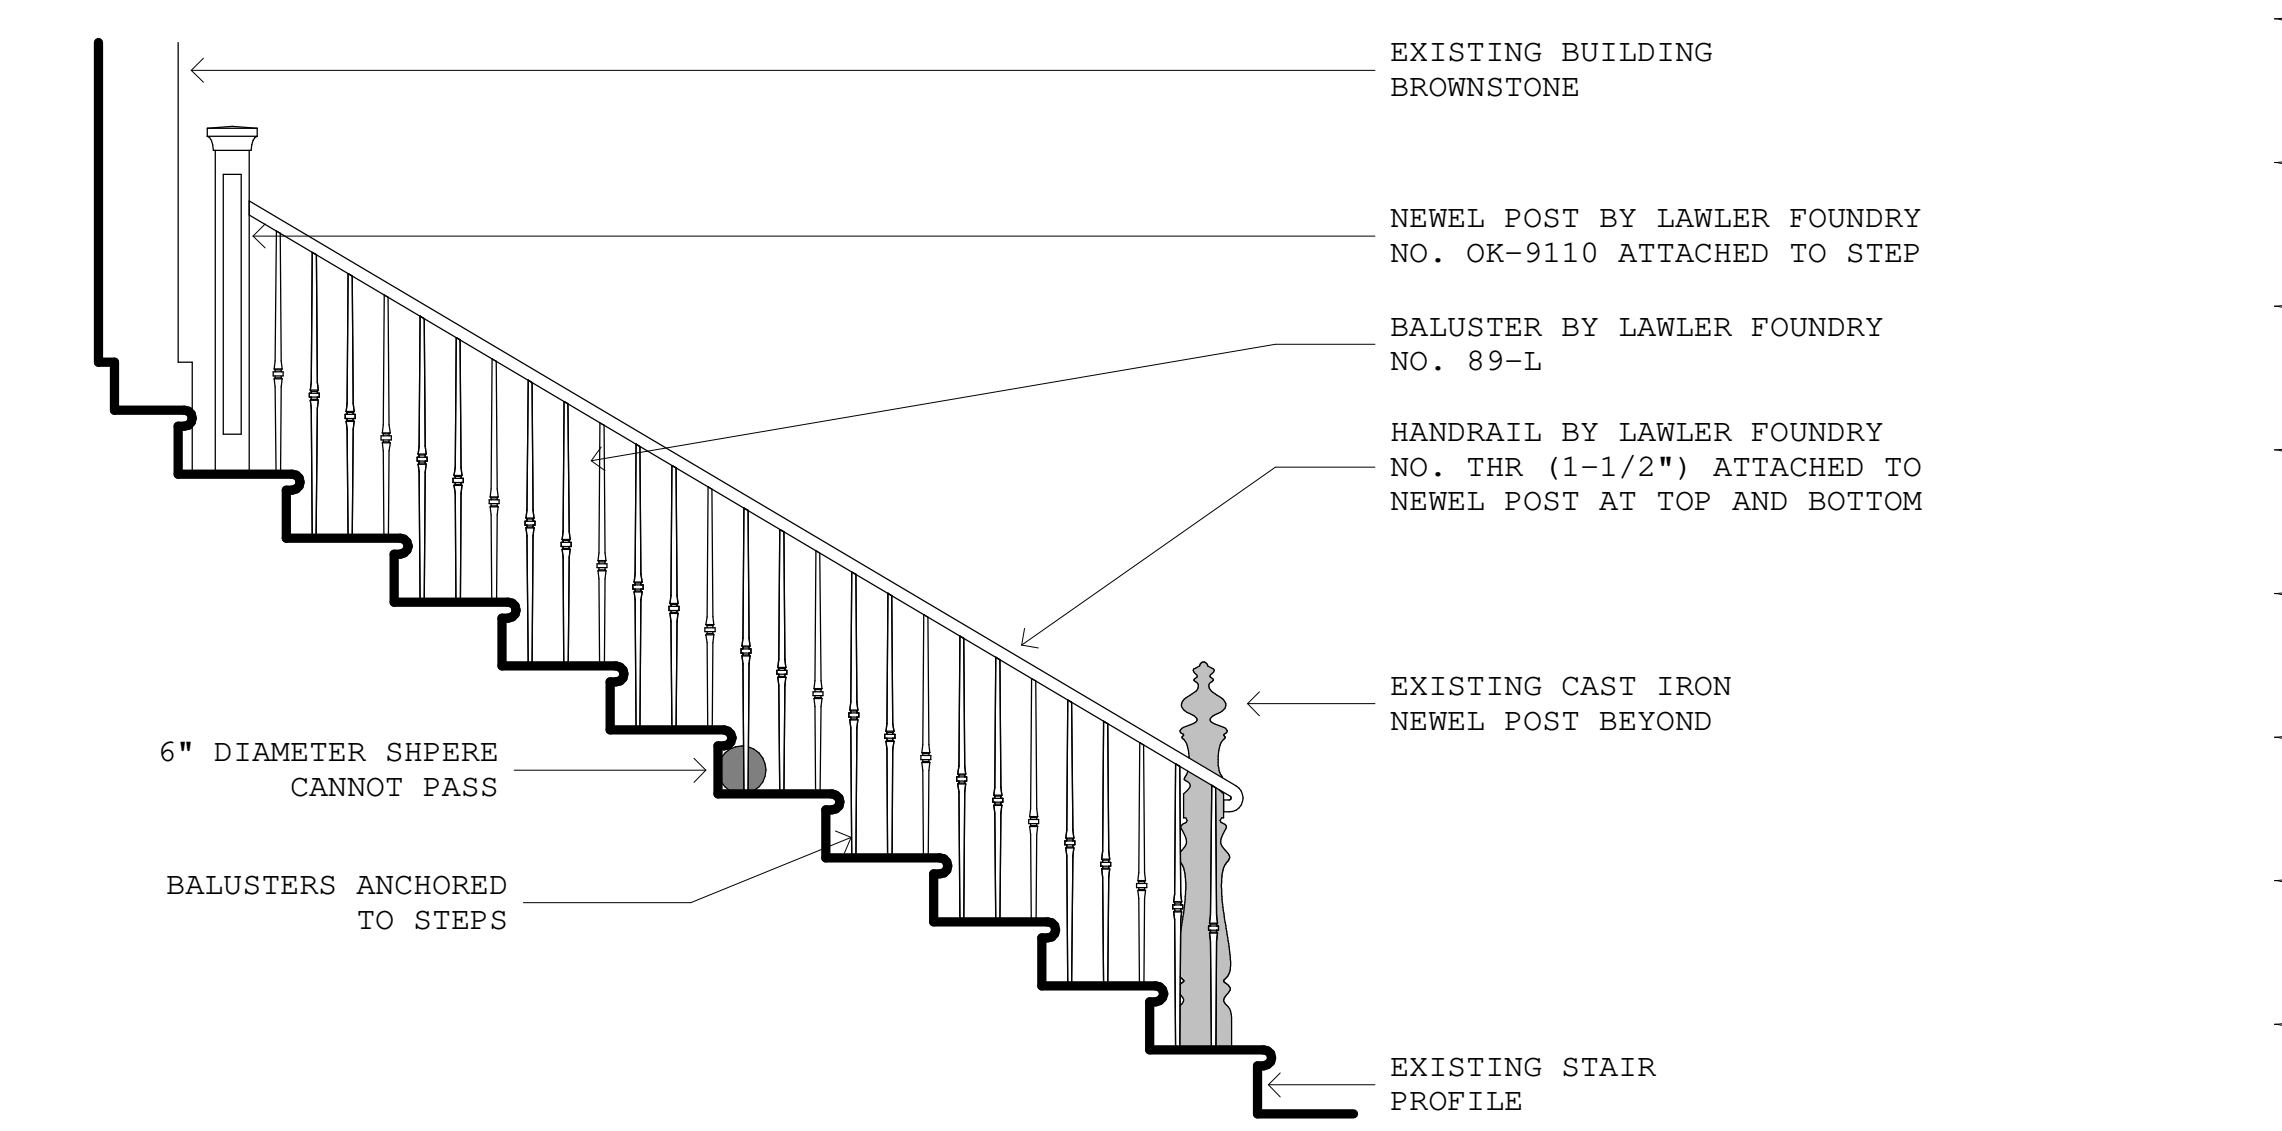 EXISTING BUILDING
BROWNSTONE
NEWEL POST BY LAWLER FOUNDRY
NO. OK-9110 ATTACHED TO STEP
BALUSTER BY LAWLER FOUNDRY
NO. 89-L
HANDRAIL BY LAWLER FOUNDRY
NO. THR (1-1/2") ATTACHED TO
NEWEL POST AT TOP AND BOTTOM
EXISTING CAST IRON
NEWEL POST BEYOND
6" DIAMETER SHPERE
CANNOT PASS
BALUSTERS ANCHORED
TO STEPS
EXISTING STAIR
PROFILE